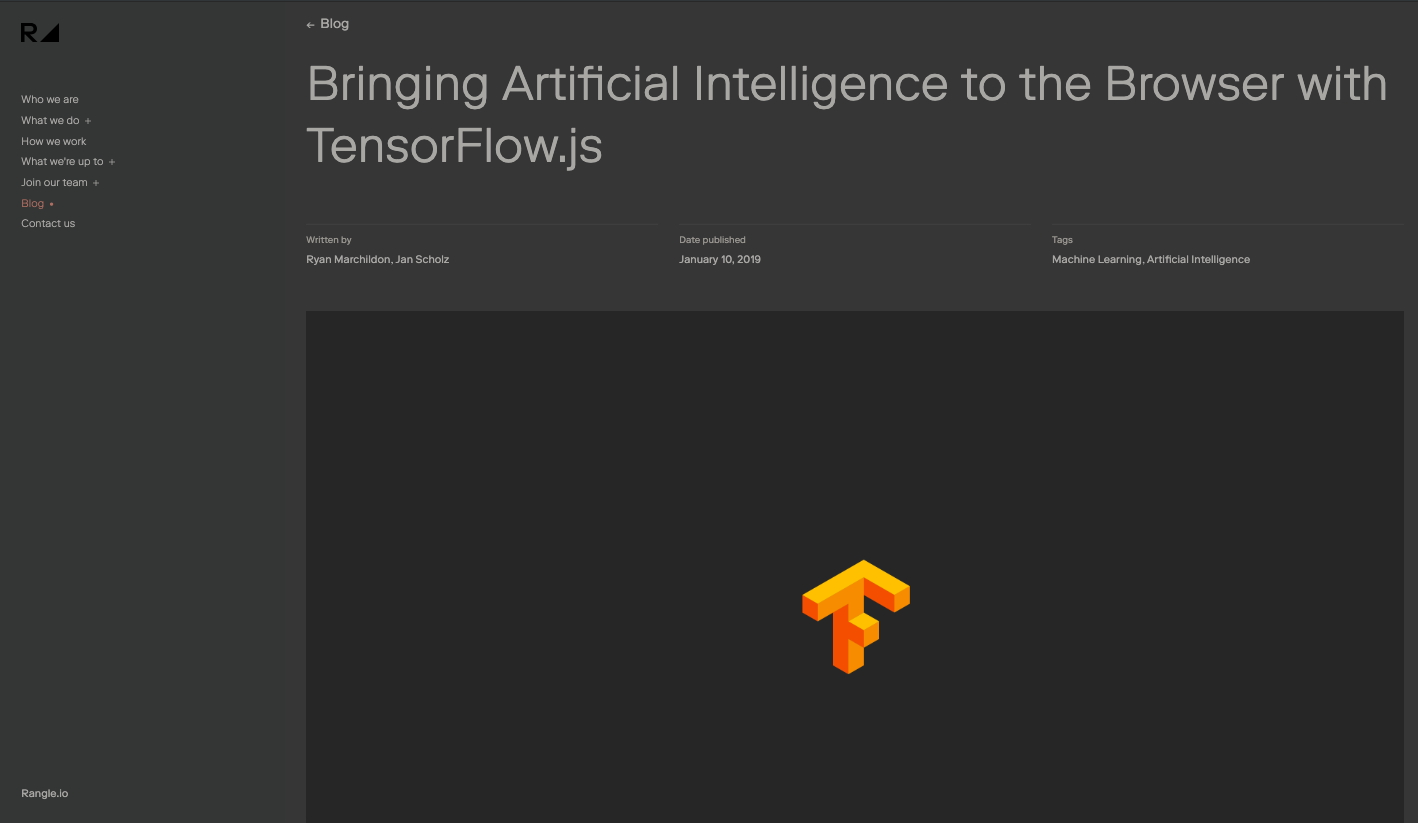 R
← Blog
Bringing Artificial Intelligence to the Browser with
TensorFlow.js
Who we are
What we do +
How we work
What we're up to +
Join our team +
Blog •
Contact us
Written by
Ryan Marchildon, Jan Scholz
Date published
January 10, 2019
Tags
Machine Learning, Artificial Intelligence
Rangle.io